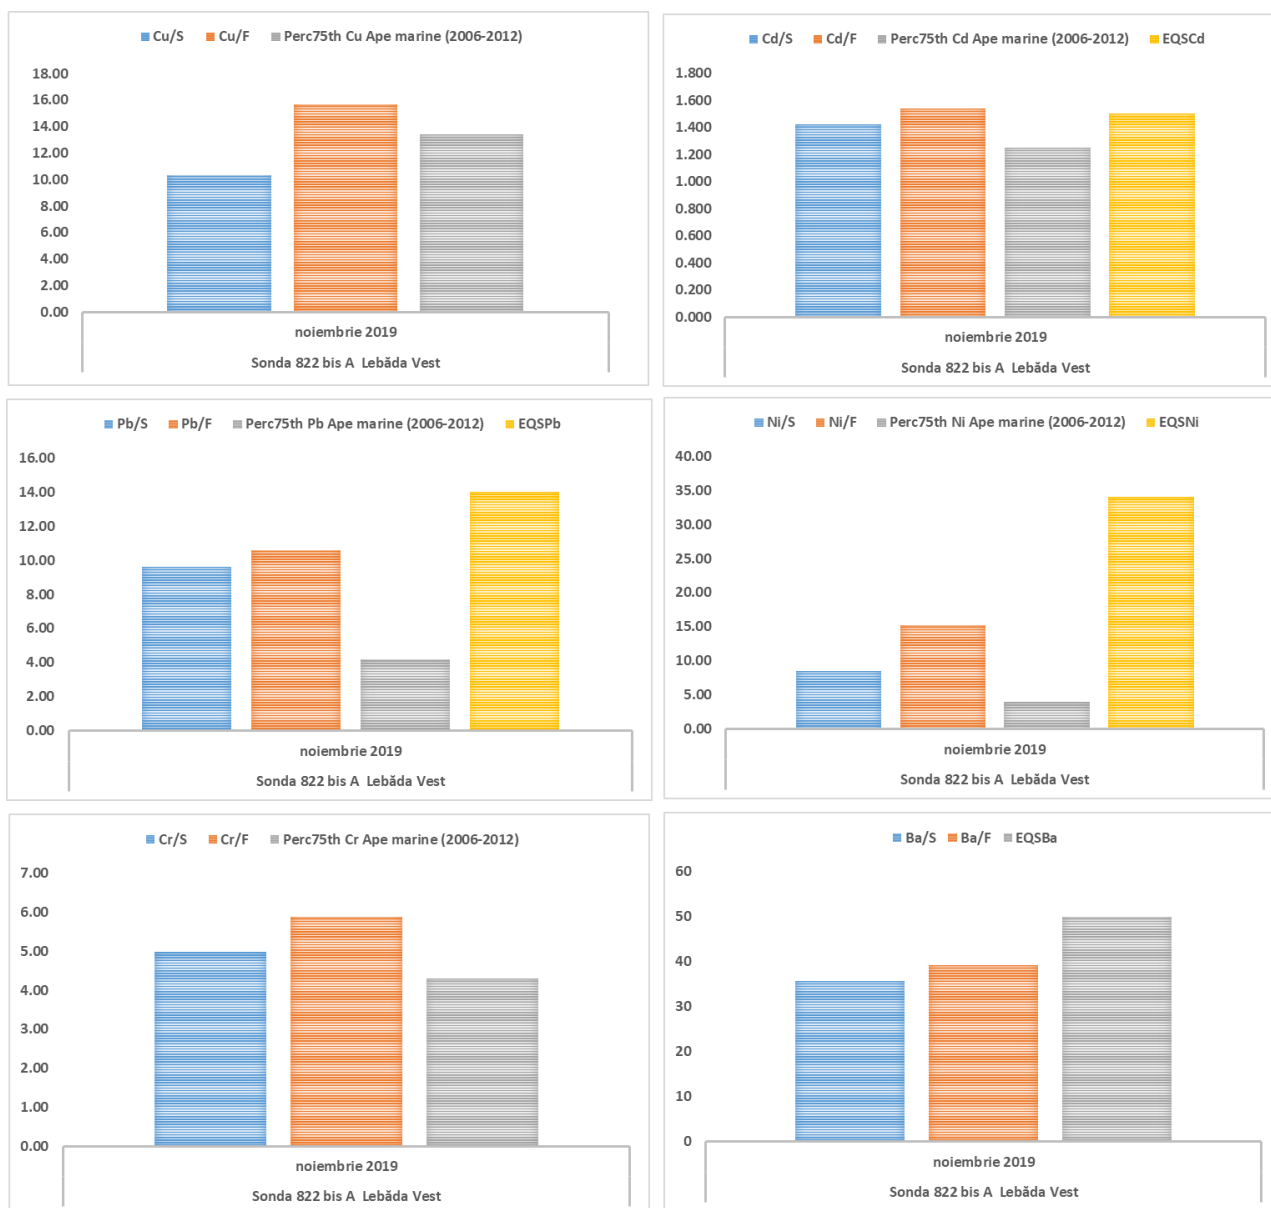 Cu/S Cu/F Perc75th Cu Ape marine (2006-2012)
18.00
16.00
14.00
12.00
10.00
8.00
6.00
4.00
2.00
0.00
noiembrie 2019
Sonda 822 bis A Lebăda Vest
Cd/S Cd/F Perc75th Cd Ape marine (2006-2012) EQSCd
1.800
1.600
1.400
1.200
1.000
0.800
0.600
0.400
0.200
0.000
noiembrie 2019
Sonda 822 bis A Lebăda Vest
Pb/S Pb/F Perc75th Pb Ape marine (2006-2012) EQSPb
16.00
14.00
12.00
10.00
8.00
6.00
4.00
2.00
0.00
noiembrie 2019
Sonda 822 bis A Lebăda Vest
Ni/S Ni/F Perc75th Ni Ape marine (2006-2012) EQSNi
40.00
35.00
30.00
25.00
20.00
15.00
10.00
5.00
0.00
noiembrie 2019
Sonda 822 bis A Lebăda Vest
Cr/S Cr/F Perc75th Cr Ape marine (2006-2012)
7.00
6.00
5.00
4.00
3.00
2.00
1.00
0.00
noiembrie 2019
Sonda 822 bis A Lebăda Vest
Ba/S Ba/F EQSBa
60
50
40
30
20
10
0
noiembrie 2019
Sonda 822 bis A Lebăda Vest